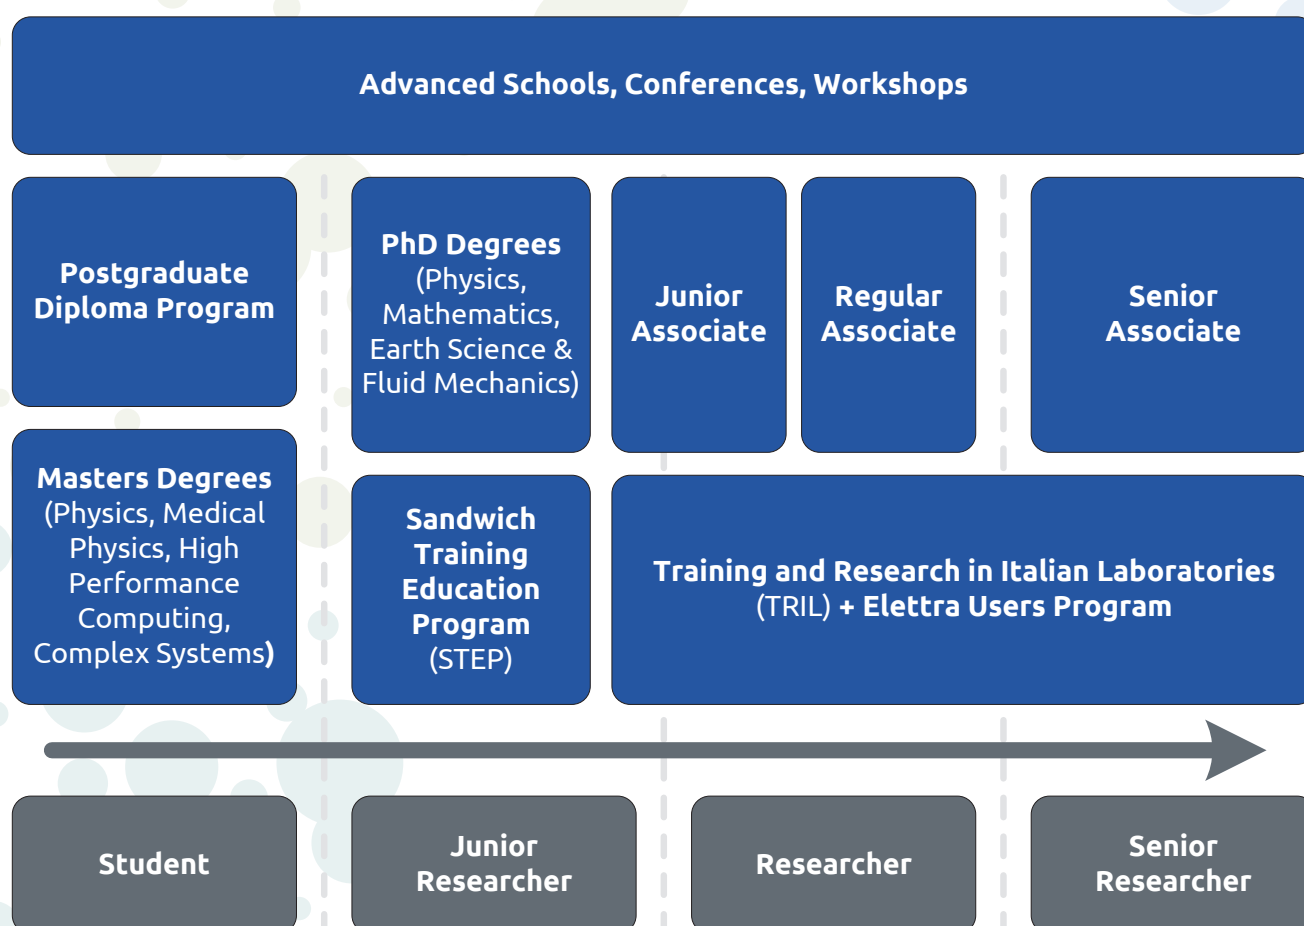 Advanced Schools, Conferences, Workshops
Postgraduate
Diploma Program
PhD Degrees
(Physics,
Mathematics,
Earth Science &
Fluid Mechanics)
Junior
Associate
Regular
Associate
Senior
Associate
Masters Degrees
(Physics, Medical
Physics, High
Performance
Computing,
Complex Systems)
Sandwich
Training
Education
Program
(STEP)
Training and Research in Italian Laboratories
(TRIL) + Elettra Users Program
Student
Junior
Researcher
Researcher
Senior
Researcher